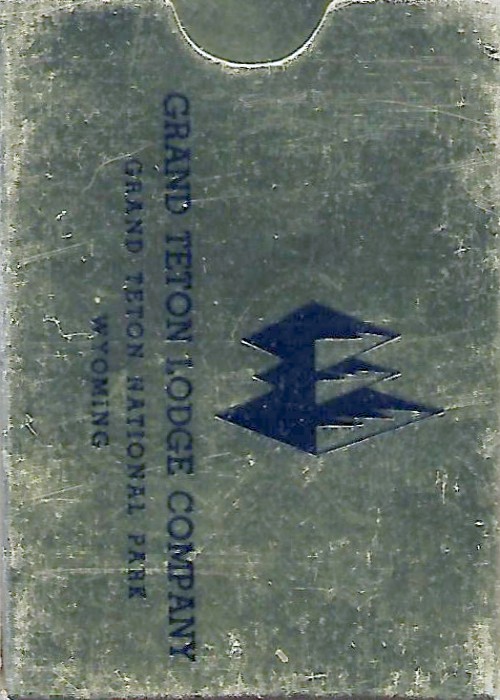 GRAND TETON LODGE COMPANY
GRAND TETON NATIONAL PARK
WYOMING